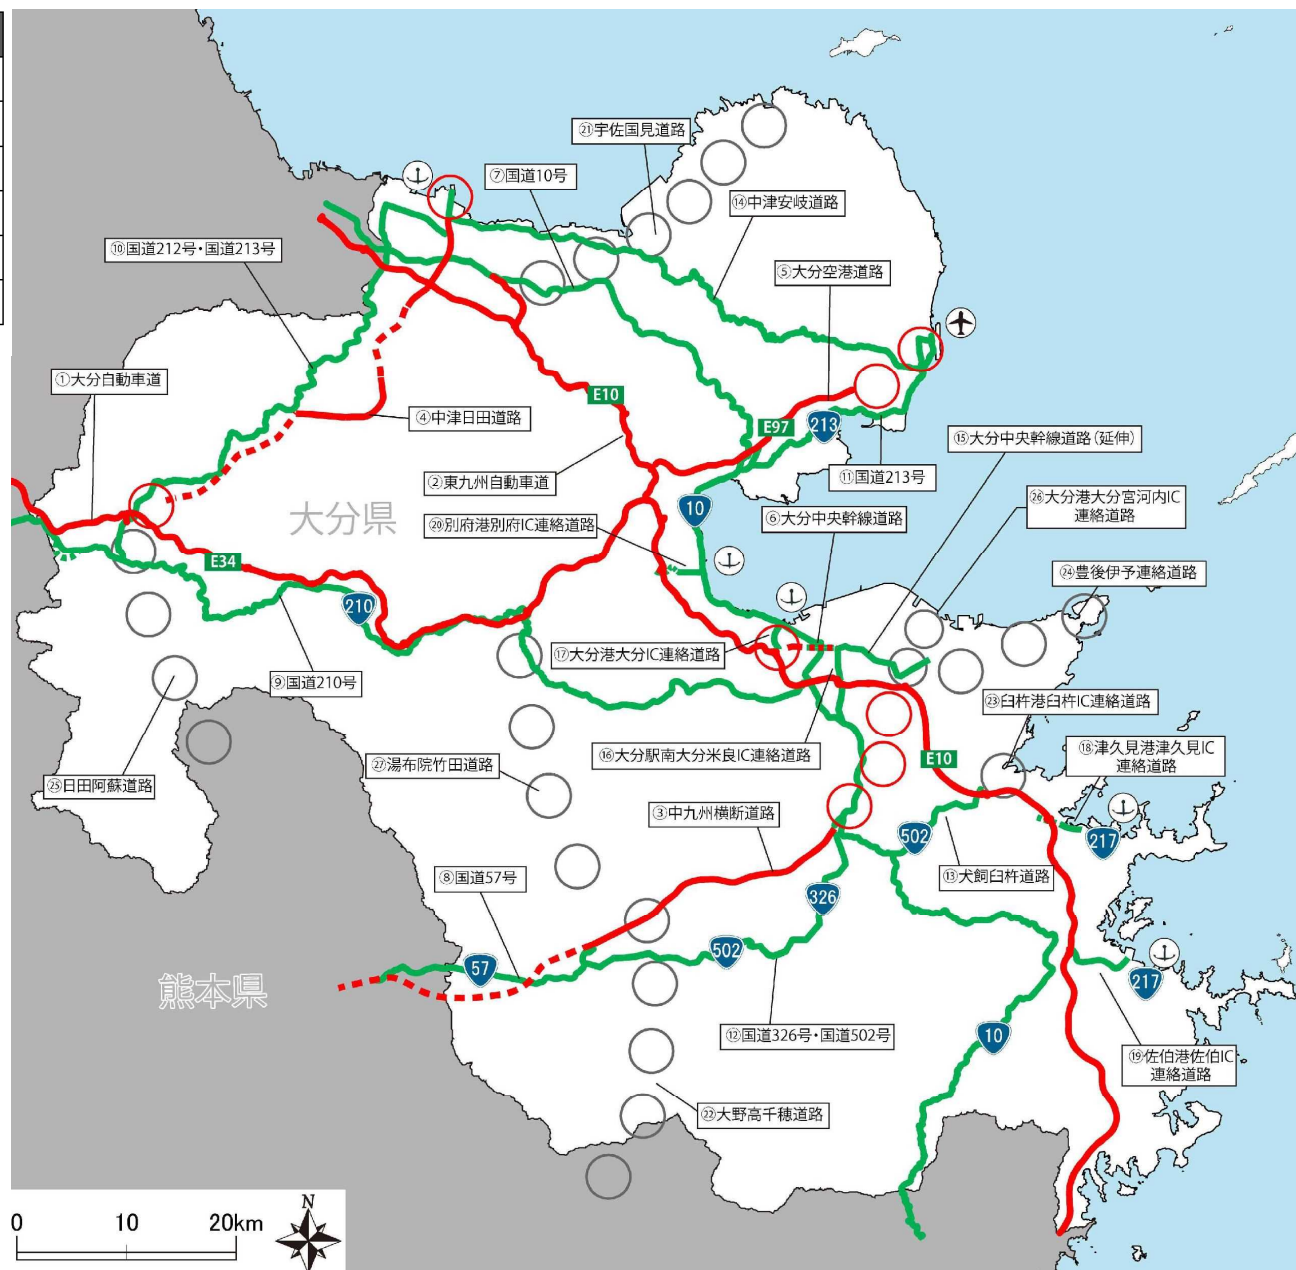 ㉑宇佐国見道路
⑦国道10号
⑭中津安岐道路
⑩国道212号・国道213号
⑤大分空港道路
①大分自動車道
E10
④中津日田道路
E97
213
⑮大分中央幹線道路(延伸)
②東九州自動車道
⑪国道213号
㉖大分港大分宮河内IC
連絡道路
大分県
10
⑥大分中央幹線道路
⑳別府港別府IC連絡道路
E34
㉔豊後伊予連絡道路
210
⑰大分港大分IC連絡道路
⑨国道210号
㉓臼杵港臼杵IC連絡道路
⑯大分駅南大分米良IC連絡道路
⑱津久見港津久見IC
連絡道路
E10
㉗湯布院竹田道路
㉕日田阿蘇道路
③中九州横断道路
502
217
⑧国道57号
⑬犬飼臼杵道路
326
502
57
217
熊本県
⑫国道326号・国道502号
10
⑲佐伯港佐伯IC
連絡道路
㉒大野高千穂道路
N
0 10 20km